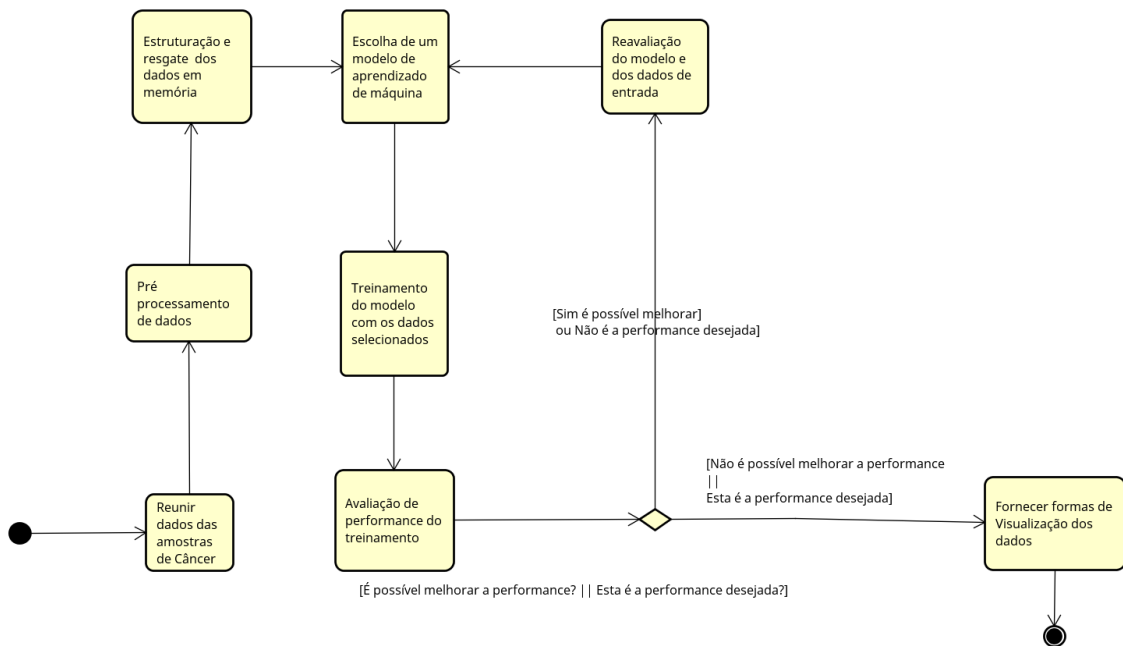 Estruturação e
resgate dos
dados em
memória
Escolha de um
modelo de
aprendizado
de máquina
Reavaliação
do modelo e
dos dados de
entrada
Pré
processamento
de dados
Treinamento
do modelo
com os dados
selecionados
[Sim é possível melhorar]
ou Não é a performance desejada]
Reunir
dados das
amostras
de Câncer
Avaliação de
performance do
treinamento
[Não é possível melhorar a performance
||
Esta é a performance desejada]
Fornecer formas de
Visualização dos
dados
[É possível melhorar a performance? || Esta é a performance desejada?]